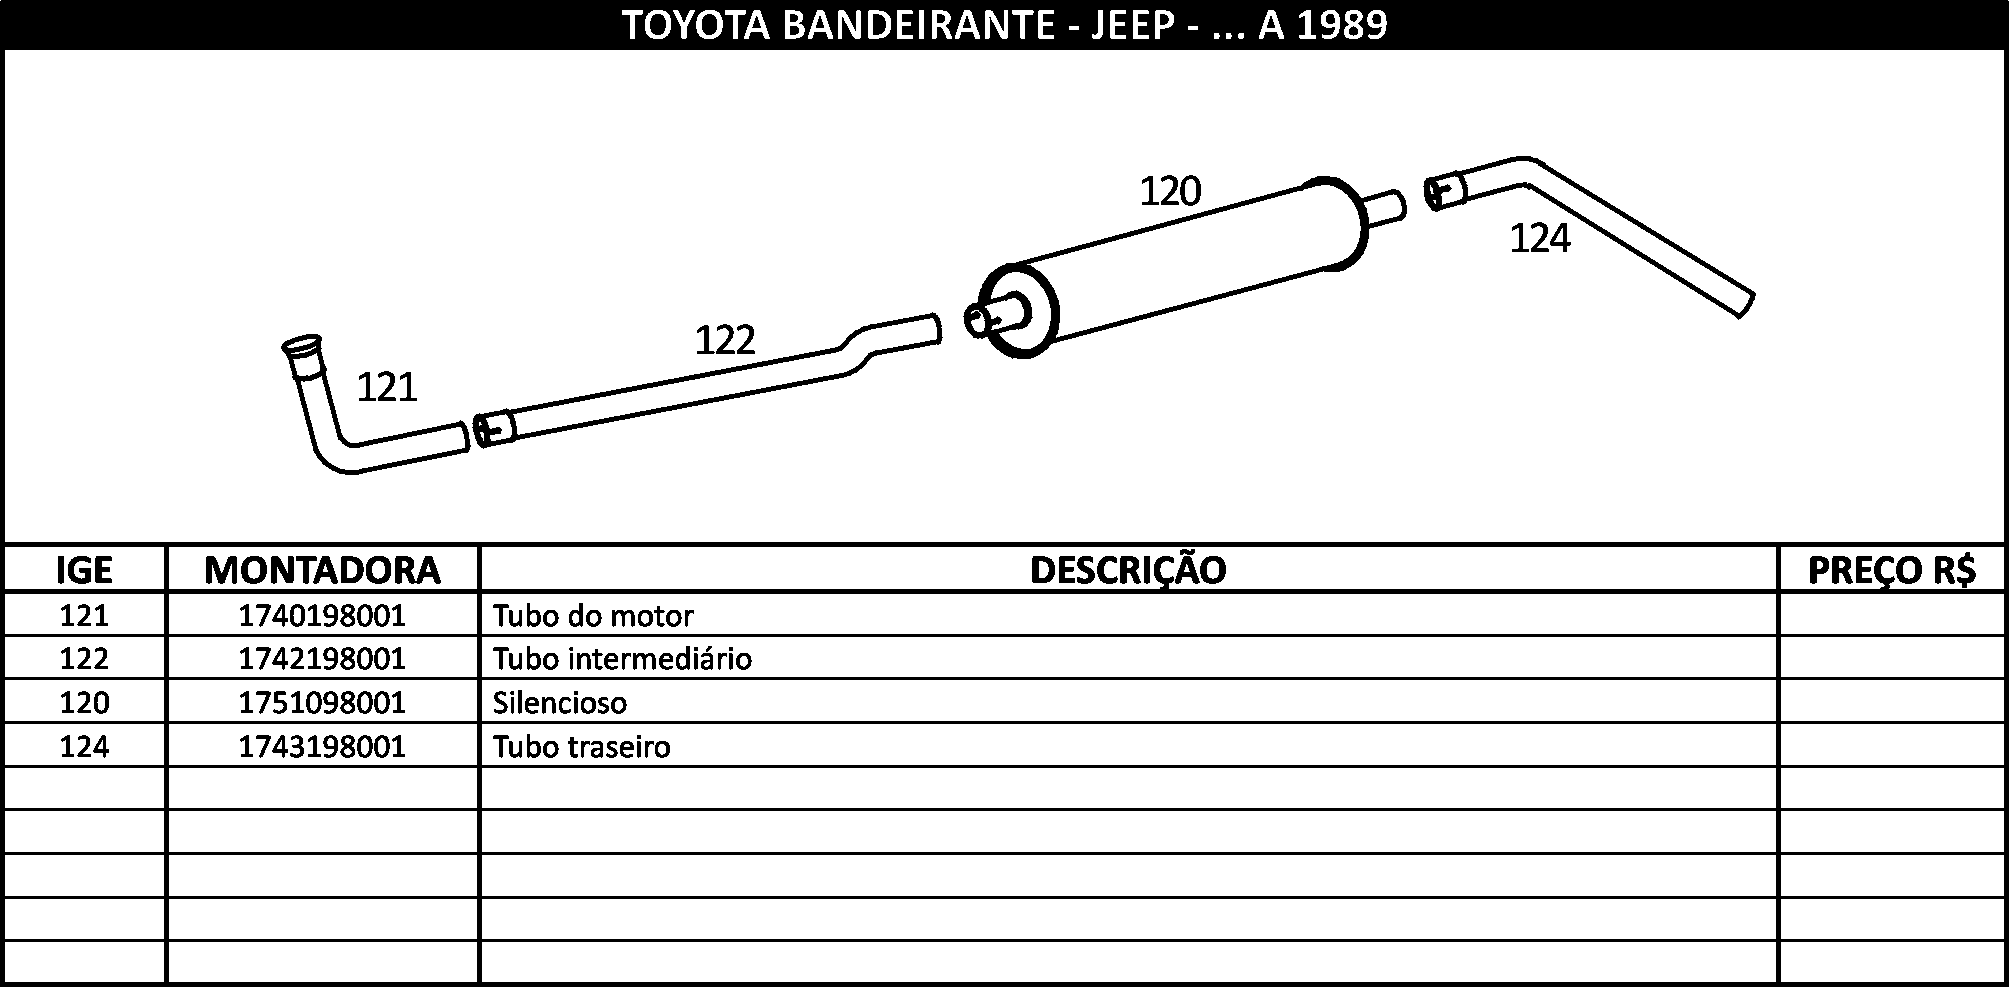 TOYOTA BANDEIRANTE - JEEP - ... A 1989
120
124
122
121
IGE MONTADORA DESCRIÇÃO PREÇO R$
121 1740198001 Tubo do motor
122 1742198001 Tubo intermediário
120 1751098001 Silencioso
124 1743198001 Tubo traseiro